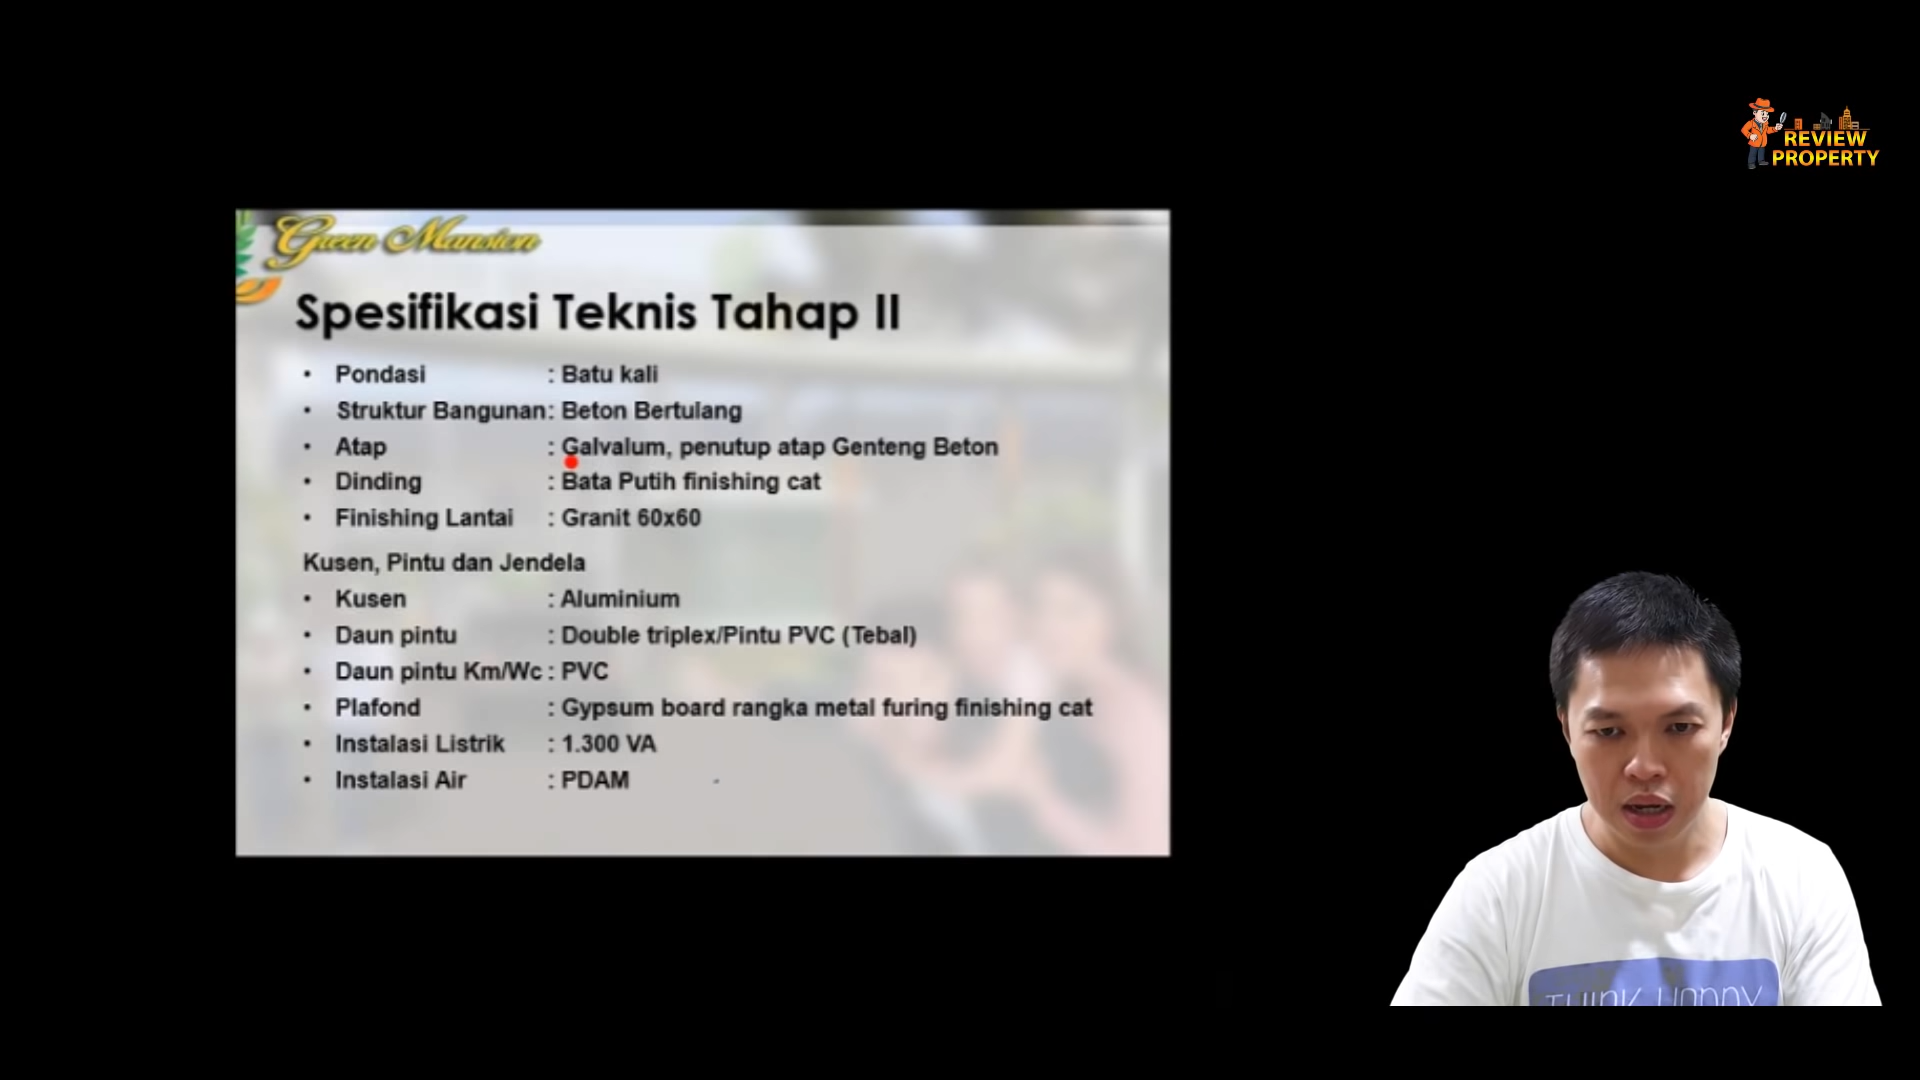 REVIEW
PROPERTY
Green Mansion
Spesifikasi Teknis Tahap II
• Pondasi : Batu kali
• Struktur Bangunan : Beton Bertulang
• Atap : Galvalum, penutup atap Genteng Beton
• Dinding : Bata Putih finishing cat
• Finishing Lantai : Granit 60x60
Kusen, Pintu dan Jendela
• Kusen : Aluminium
• Daun pintu : Double triplex/Pintu PVC (Tebal)
• Daun pintu Km/Wc : PVC
• Plafond : Gypsum board rangka metal furing finishing cat
• Instalasi Listrik : 1.300 VA
• Instalasi Air : PDAM
THINK HAPPY